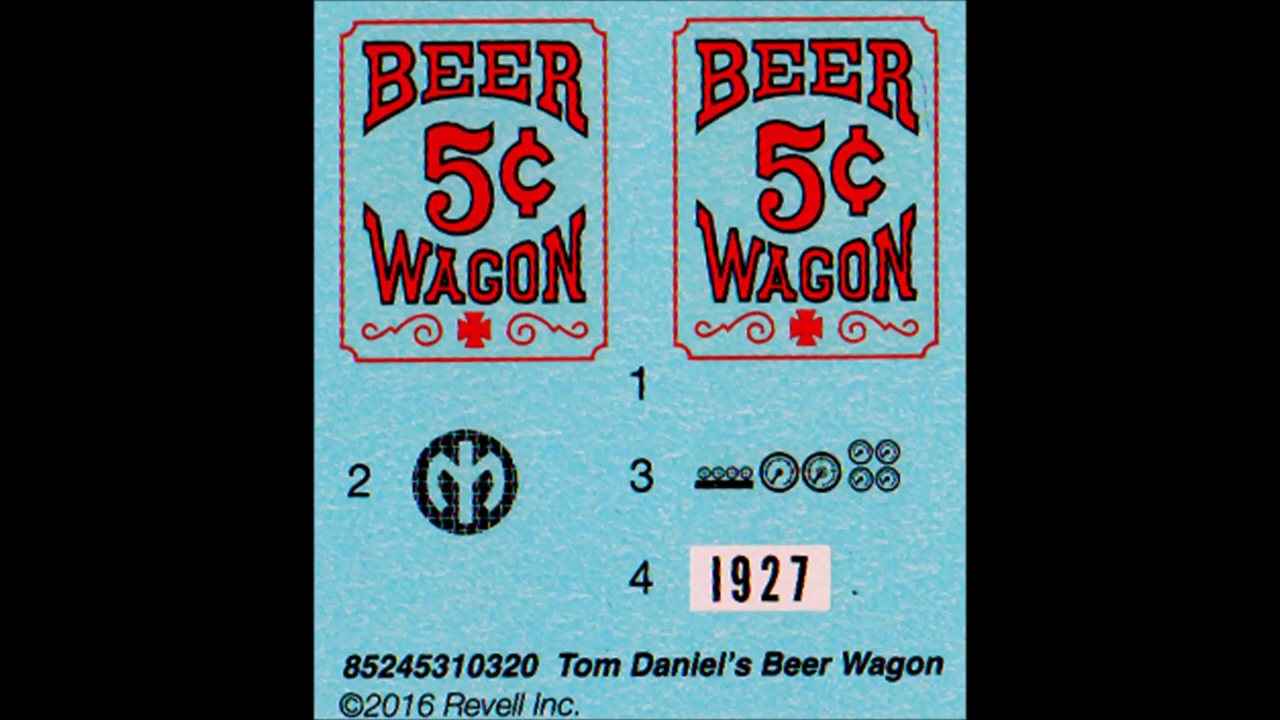 BEER
5¢
WAGON
BEER
5¢
WAGON
1
2
3
4
1927
85245310320 Tom Daniel's Beer Wagon
©2016 Revell Inc.